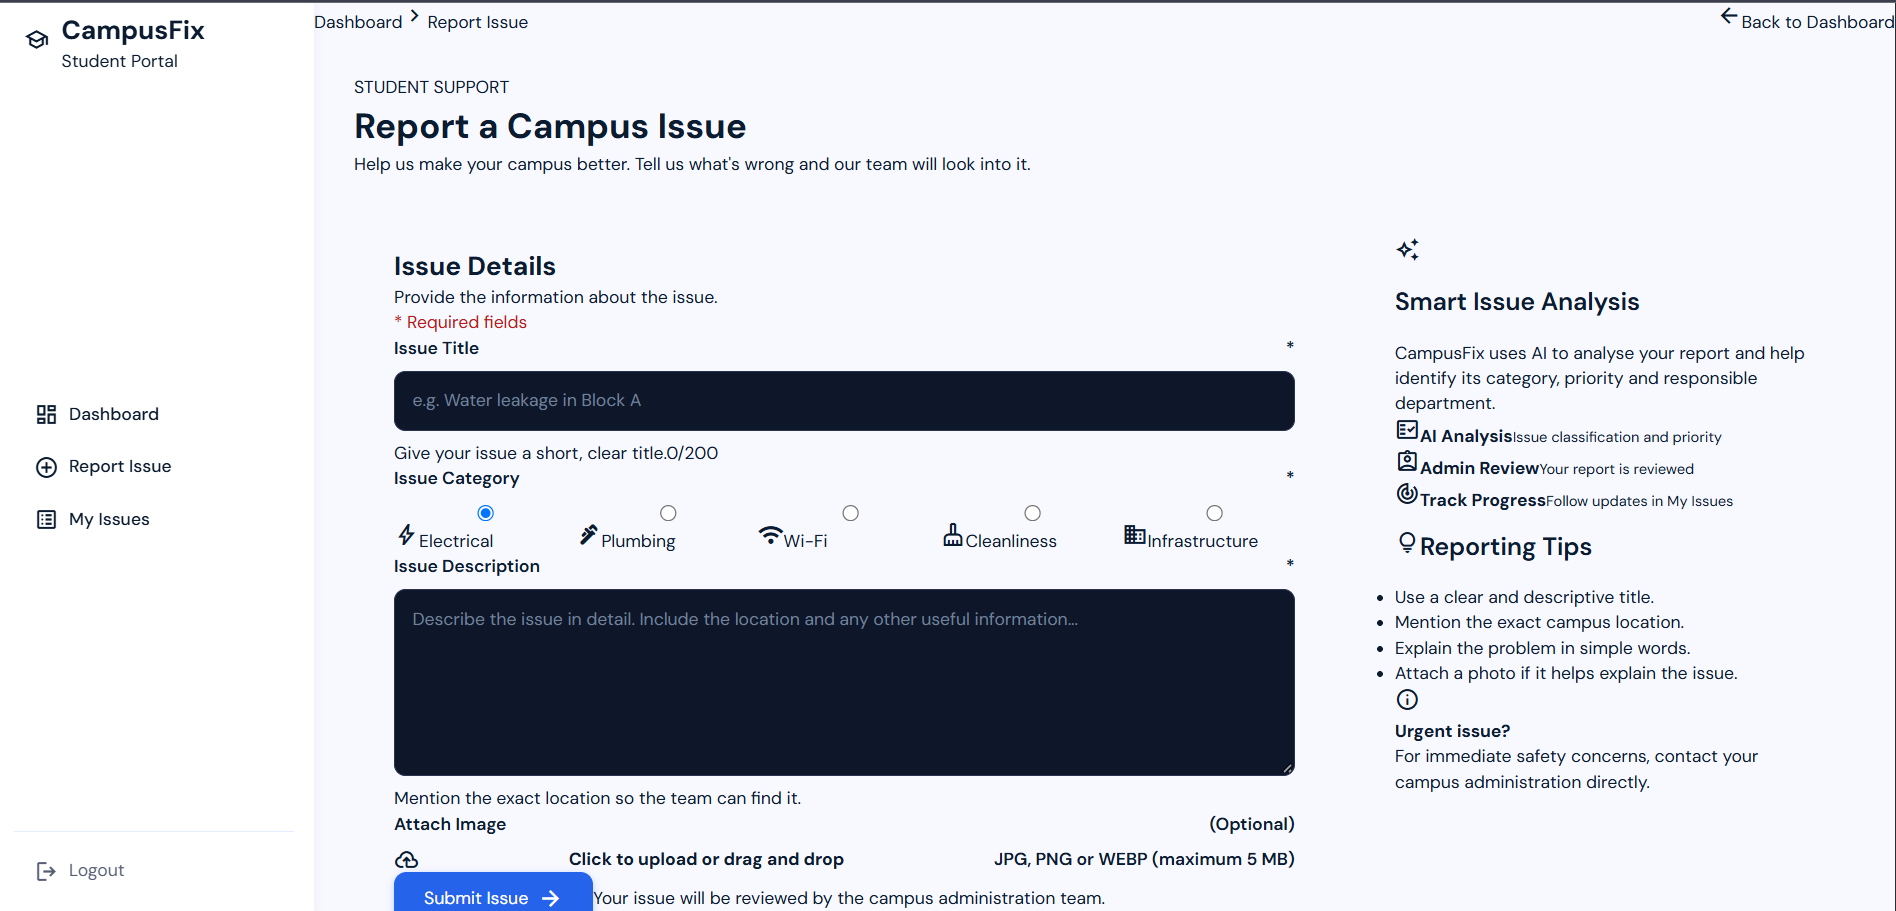 CampusFix
Student Portal
Dashboard
Report Issue
My Issues
Logout
Dashboard > Report Issue
Back to Dashboard
STUDENT SUPPORT
Report a Campus Issue
Help us make your campus better. Tell us what's wrong and our team will look into it.
Issue Details
Provide the information about the issue.
* Required fields
Issue Title *
e.g. Water leakage in Block A
Give your issue a short, clear title.0/200
Issue Category *
Electrical
Plumbing
Wi-Fi
Cleanliness
Infrastructure
Issue Description *
Describe the issue in detail. Include the location and any other useful information...
Mention the exact location so the team can find it.
Attach Image (Optional)
Click to upload or drag and drop JPG, PNG or WEBP (maximum 5 MB)
Submit Issue → Your issue will be reviewed by the campus administration team.
Smart Issue Analysis
CampusFix uses AI to analyse your report and help
identify its category, priority and responsible
department.
AI AnalysisIssue classification and priority
Admin ReviewYour report is reviewed
Track ProgressFollow updates in My Issues
Reporting Tips
• Use a clear and descriptive title.
• Mention the exact campus location.
• Explain the problem in simple words.
• Attach a photo if it helps explain the issue.
Urgent issue?
For immediate safety concerns, contact your
campus administration directly.